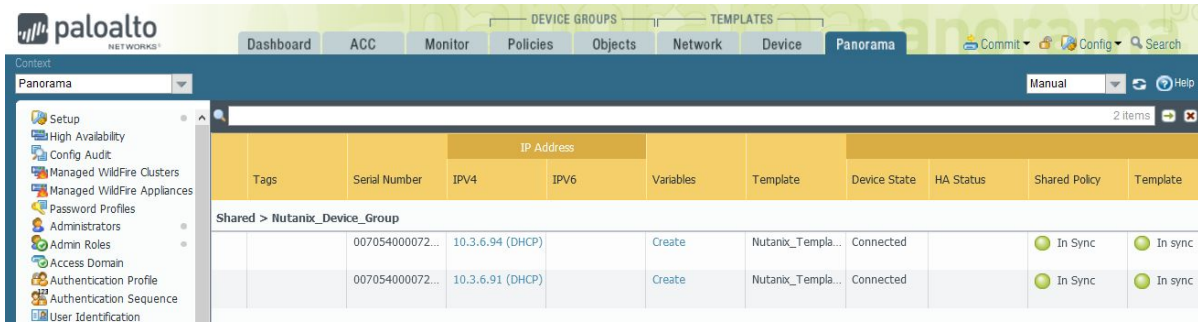 paloalto
NETWORKS®
DEVICE GROUPS
TEMPLATES
Dashboard ACC Monitor Policies Objects Network Device Panorama
Commit Config Search
Context
Panorama
Manual
Help
2 items
Setup
High Availability
Config Audit
Managed WildFire Clusters
Managed WildFire Appliances
Password Profiles
Administrators
Admin Roles
Access Domain
Authentication Profile
Authentication Sequence
User Identification
IP Address
Tags Serial Number IPV4 IPV6 Variables Template Device State HA Status Shared Policy Template
Shared > Nutanix_Device_Group
007054000072... 10.3.6.94 (DHCP) Create Nutanix_Templa... Connected In Sync In sync
007054000072... 10.3.6.91 (DHCP) Create Nutanix_Templa... Connected In Sync In sync